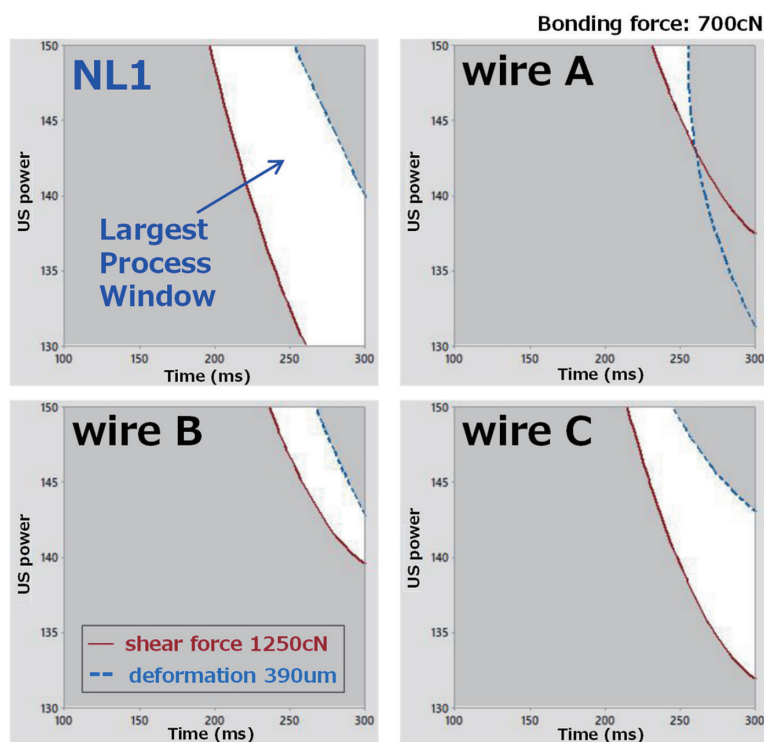 Bonding force: 700cN
NL1
Largest
Process
Window
US power
150
145
140
135
130
100
150
200
250
300
Time (ms)
wire A
US power
150
145
140
135
130
100
150
200
250
300
Time (ms)
wire B
US power
150
145
140
135
130
shear force 1250cN
deformation 390um
100
150
200
250
300
Time (ms)
wire C
US power
150
145
140
135
130
100
150
200
250
300
Time (ms)